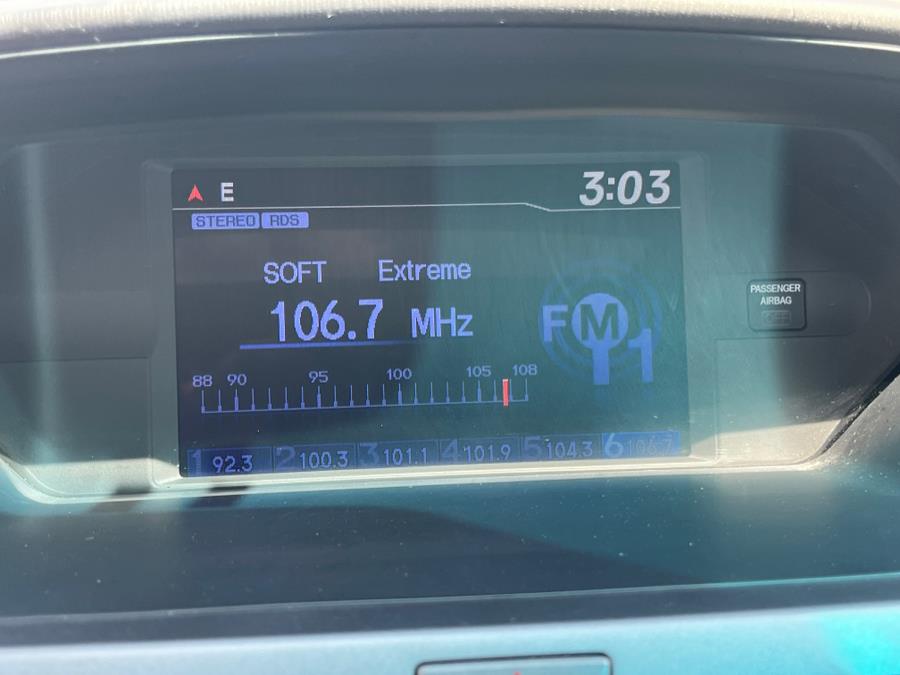 E 3:03
STEREO RDS
SOFT Extreme
106.7 MHz
FM1
PASSENGER
AIRBAG
88 90 95 100 105 108
1 92.3 2 100.3 3 101.1 4 101.9 5 104.3 6 106.7